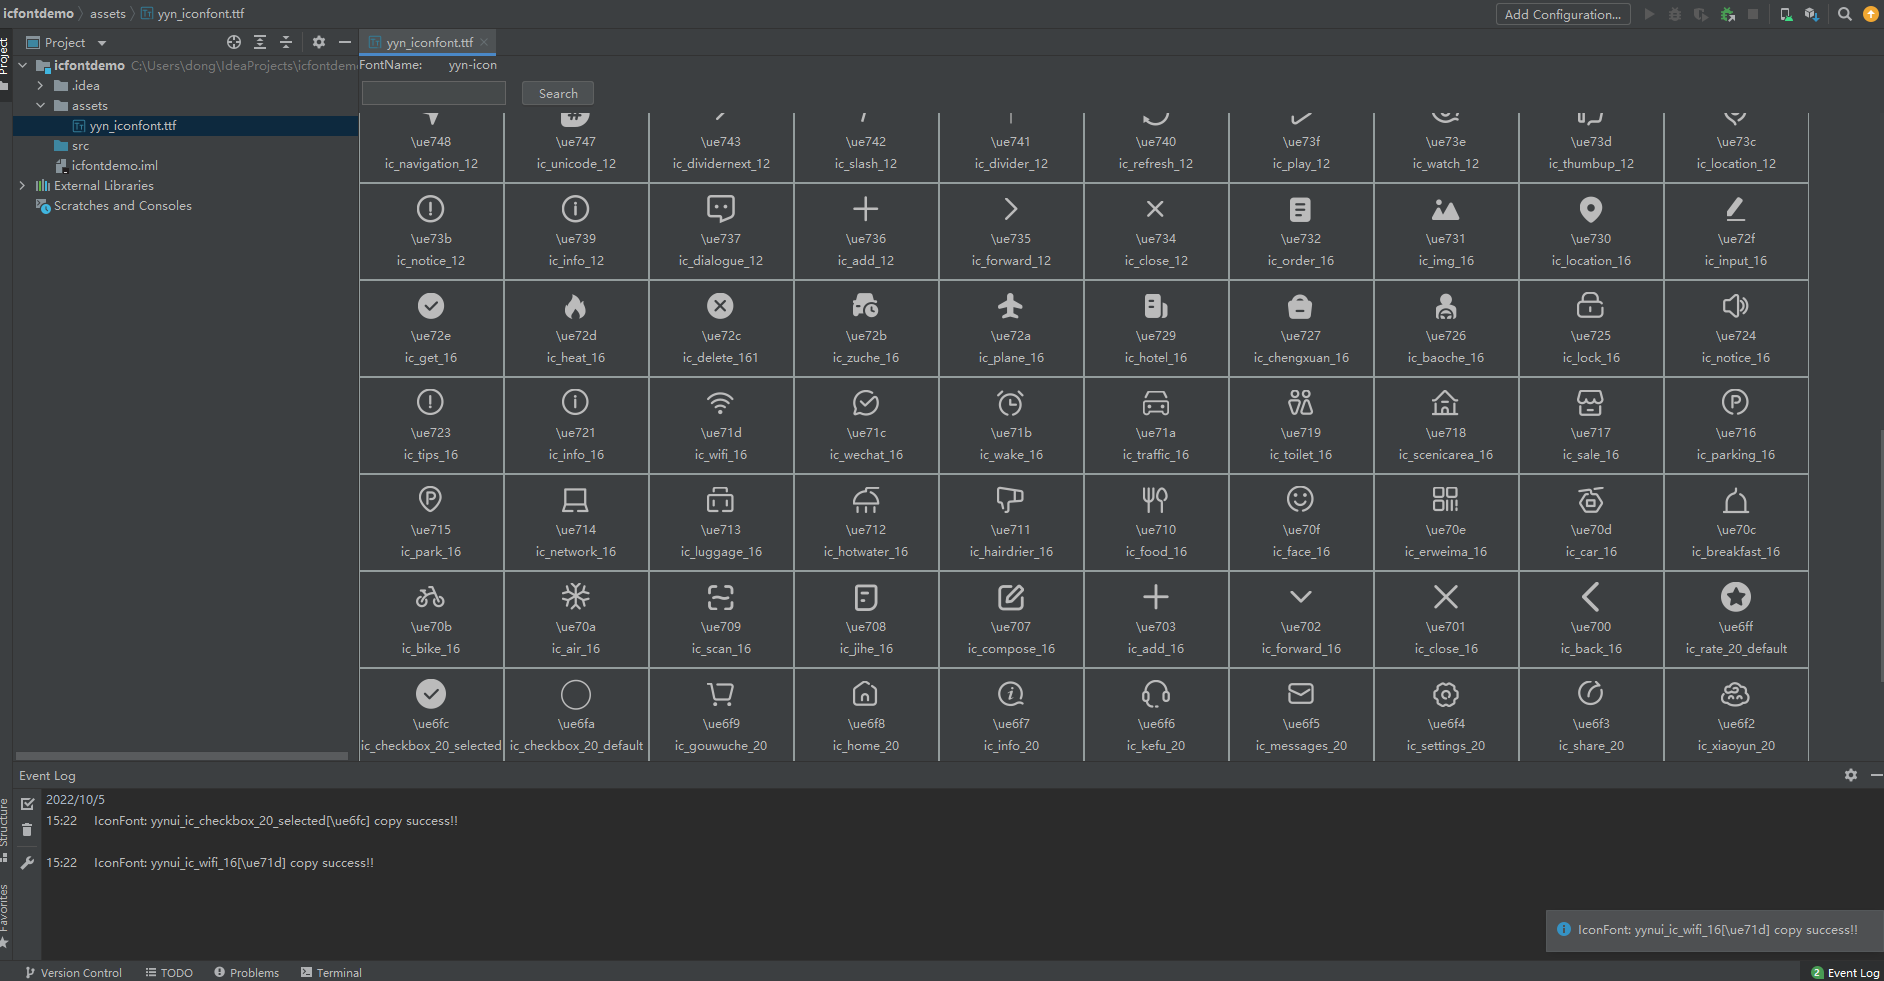 icfontdemo assets yyn_iconfont.ttf Add Configuration...
Project yyn_iconfont.ttf
Project
icfontdemo C:\Users\dong\IdeaProjects\icfontdem
.idea
assets
yyn_iconfont.ttf
src
icfontdemo.iml
External Libraries
Scratches and Consoles
FontName: yyn-icon
Search
\ue748 \ue747 \ue743 \ue742 \ue741 \ue740 \ue73f \ue73e \ue73d \ue73c
ic_navigation_12 ic_unicode_12 ic_dividernext_12 ic_slash_12 ic_divider_12 ic_refresh_12 ic_play_12 ic_watch_12 ic_thumbup_12 ic_location_12
\ue73b \ue739 \ue737 \ue736 \ue735 \ue734 \ue732 \ue731 \ue730 \ue72f
ic_notice_12 ic_info_12 ic_dialogue_12 ic_add_12 ic_forward_12 ic_close_12 ic_order_16 ic_img_16 ic_location_16 ic_input_16
\ue72e \ue72d \ue72c \ue72b \ue72a \ue729 \ue727 \ue726 \ue725 \ue724
ic_get_16 ic_heat_16 ic_delete_161 ic_zuche_16 ic_plane_16 ic_hotel_16 ic_chengxuan_16 ic_baoche_16 ic_lock_16 ic_notice_16
\ue723 \ue721 \ue71d \ue71c \ue71b \ue71a \ue719 \ue718 \ue717 \ue716
ic_tips_16 ic_info_16 ic_wifi_16 ic_wechat_16 ic_wake_16 ic_traffic_16 ic_toilet_16 ic_scenicarea_16 ic_sale_16 ic_parking_16
\ue715 \ue714 \ue713 \ue712 \ue711 \ue710 \ue70f \ue70e \ue70d \ue70c
ic_park_16 ic_network_16 ic_luggage_16 ic_hotwater_16 ic_hairdrier_16 ic_food_16 ic_face_16 ic_erweima_16 ic_car_16 ic_breakfast_16
\ue70b \ue70a \ue709 \ue708 \ue707 \ue703 \ue702 \ue701 \ue700 \ue6ff
ic_bike_16 ic_air_16 ic_scan_16 ic_jihe_16 ic_compose_16 ic_add_16 ic_forward_16 ic_close_16 ic_back_16 ic_rate_20_default
\ue6fc \ue6fa \ue6f9 \ue6f8 \ue6f7 \ue6f6 \ue6f5 \ue6f4 \ue6f3 \ue6f2
ic_checkbox_20_selected ic_checkbox_20_default ic_gouwuche_20 ic_home_20 ic_info_20 ic_kefu_20 ic_messages_20 ic_settings_20 ic_share_20 ic_xiaoyun_20
Event Log
2022/10/5
15:22 IconFont: yynui_ic_checkbox_20_selected[\ue6fc] copy success!!
15:22 IconFont: yynui_ic_wifi_16[\ue71d] copy success!!
Structure
Favorites
IconFont: yynui_ic_wifi_16[\ue71d] copy success!!
Version Control TODO Problems Terminal 2 Event Log